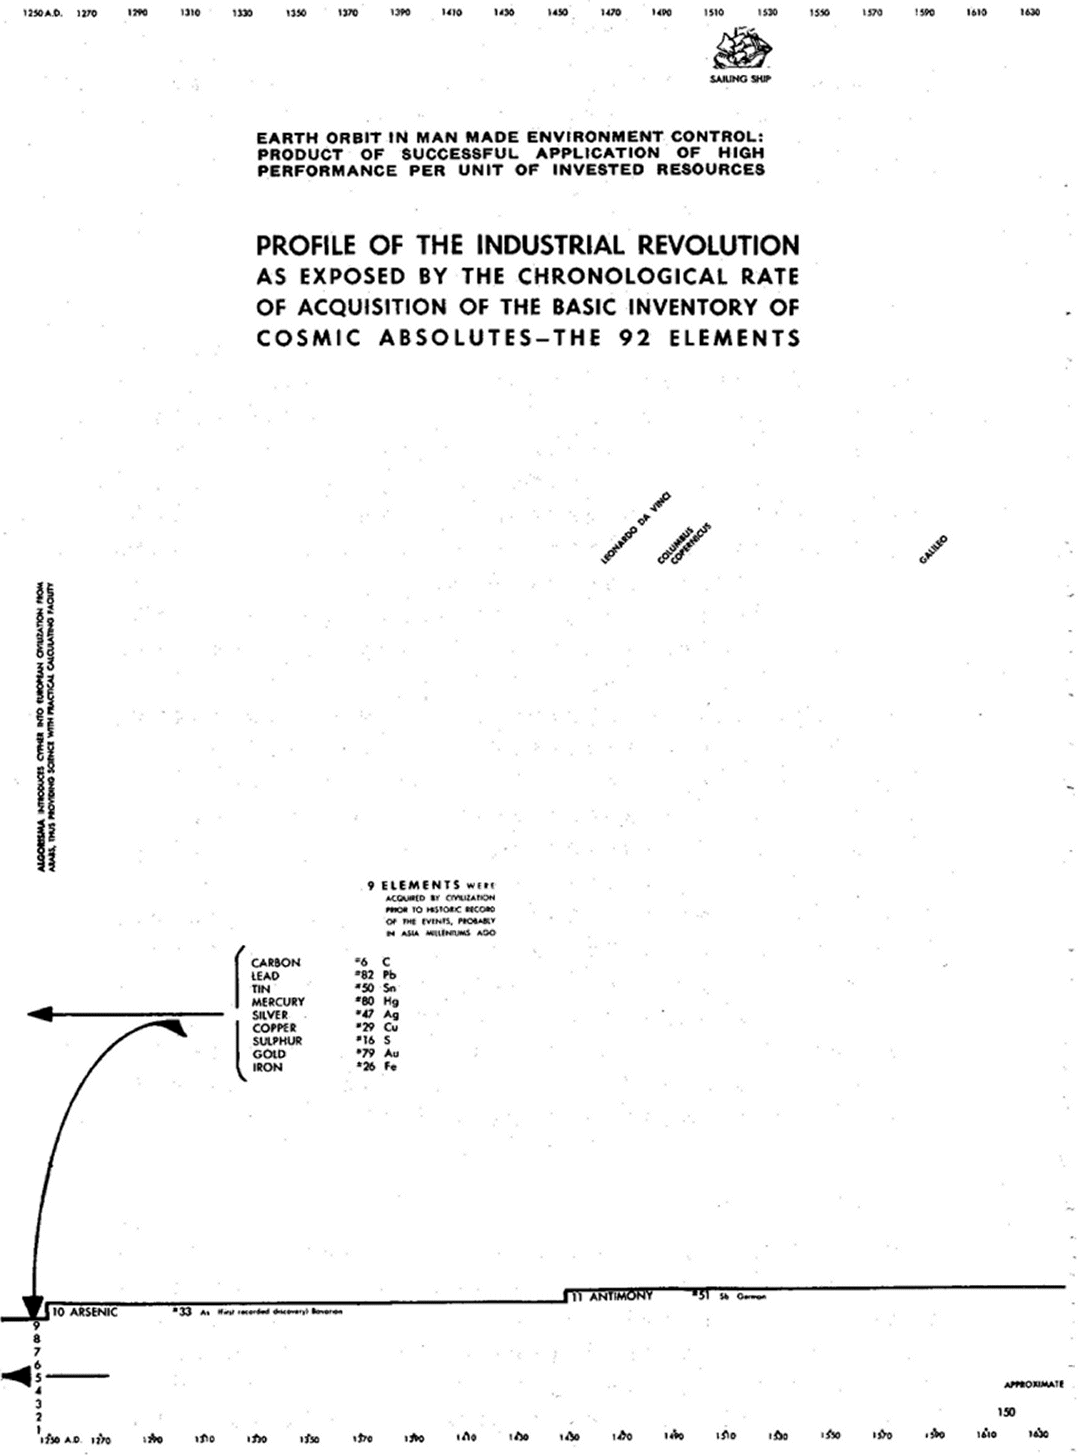 1250 A.D. 1270 1290 1310 1330 1350 1370 1390 1410 1430 1450 1470 1490 1510 1530 1550 1570 1590 1610 1630
SAILING SHIP
EARTH ORBIT IN MAN MADE ENVIRONMENT CONTROL:
PRODUCT OF SUCCESSFUL APPLICATION OF HIGH
PERFORMANCE PER UNIT OF INVESTED RESOURCES
PROFILE OF THE INDUSTRIAL REVOLUTION
AS EXPOSED BY THE CHRONOLOGICAL RATE
OF ACQUISITION OF THE BASIC INVENTORY OF
COSMIC ABSOLUTES–THE 92 ELEMENTS
LEONARDO DA VINCI
COLUMBUS
COPERNICUS
GALILEO
ALGORISMA INTRODUCES CYPHER INTO EUROPEAN CIVILIZATION FROM
ARABS, THUS PROVIDING SCIENCE WITH PRACTICAL CALCULATING FACILITY
9 ELEMENTS WERE
ACQUIRED BY CIVILIZATION
PRIOR TO HISTORIC RECORD
OF THE EVENTS, PROBABLY
IN ASIA MILLENIUMS AGO
CARBON #6 C
LEAD #82 Pb
TIN #50 Sn
MERCURY #80 Hg
SILVER #47 Ag
COPPER #29 Cu
SULPHUR #16 S
GOLD #79 Au
IRON #26 Fe
11 ANTIMONY #51 Sb German
10 ARSENIC #33 As (first recorded discovery) Bavarian
9
8
7
6
5
4
3
2
1
APPROXIMATE
150
1250 A.D. 1270 1290 1310 1330 1350 1370 1390 1410 1430 1450 1470 1490 1510 1530 1550 1570 1590 1610 1630